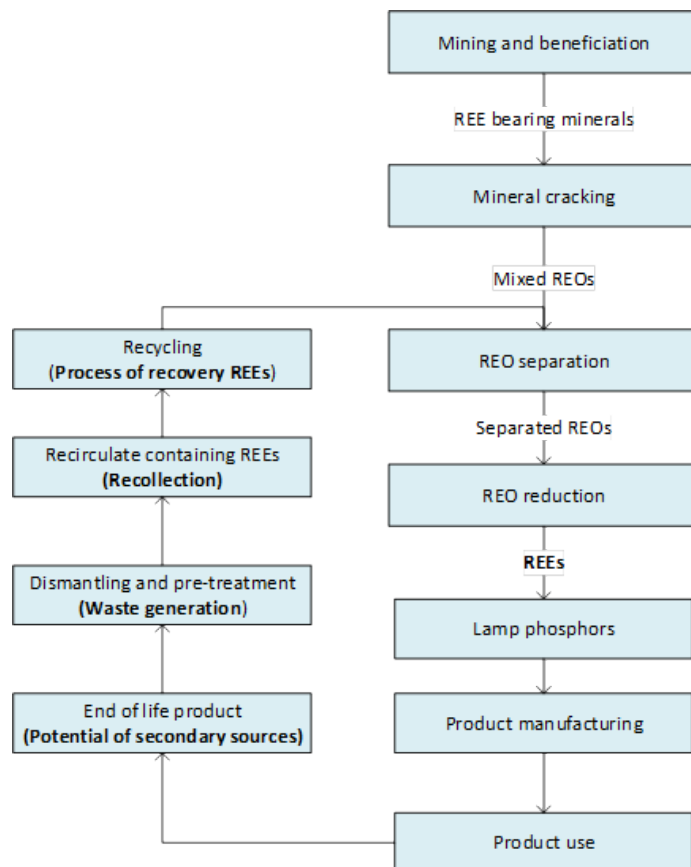 Mining and beneficiation
REE bearing minerals
Mineral cracking
Mixed REOs
REO separation
Separated REOs
REO reduction
REEs
Lamp phosphors
Product manufacturing
Product use
End of life product
(Potential of secondary sources)
Dismantling and pre-treatment
(Waste generation)
Recirculate containing REEs
(Recollection)
Recycling
(Process of recovery REEs)